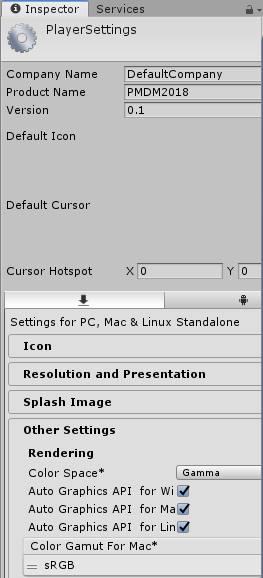 Inspector Services
PlayerSettings
Company Name DefaultCompany
Product Name PMDM2018
Version 0.1
Default Icon
Default Cursor
Cursor Hotspot X 0 Y 0
Settings for PC, Mac & Linux Standalone
Icon
Resolution and Presentation
Splash Image
Other Settings
Rendering
Color Space* Gamma
Auto Graphics API for Wi
Auto Graphics API for Ma
Auto Graphics API for Lin
Color Gamut For Mac*
sRGB